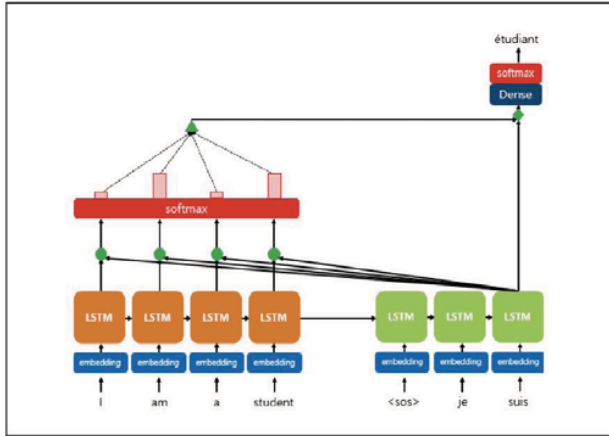 étudiant
softmax
Dense
softmax
LSTM LSTM LSTM LSTM LSTM LSTM LSTM
embedding embedding embedding embedding embedding embedding embedding
I am a student <sos> je suis